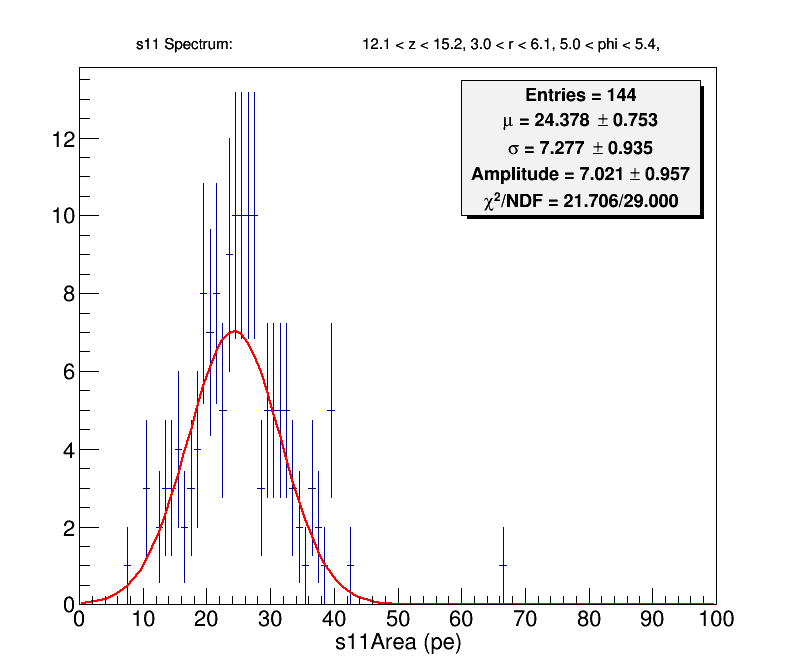 s11 Spectrum: 12.1 < z < 15.2, 3.0 < r < 6.1, 5.0 < phi < 5.4,
Entries = 144
μ = 24.378 ± 0.753
σ = 7.277 ± 0.935
Amplitude = 7.021 ± 0.957
χ²/NDF = 21.706/29.000
12
10
8
6
4
2
0
0 10 20 30 40 50 60 70 80 90 100
s11Area (pe)